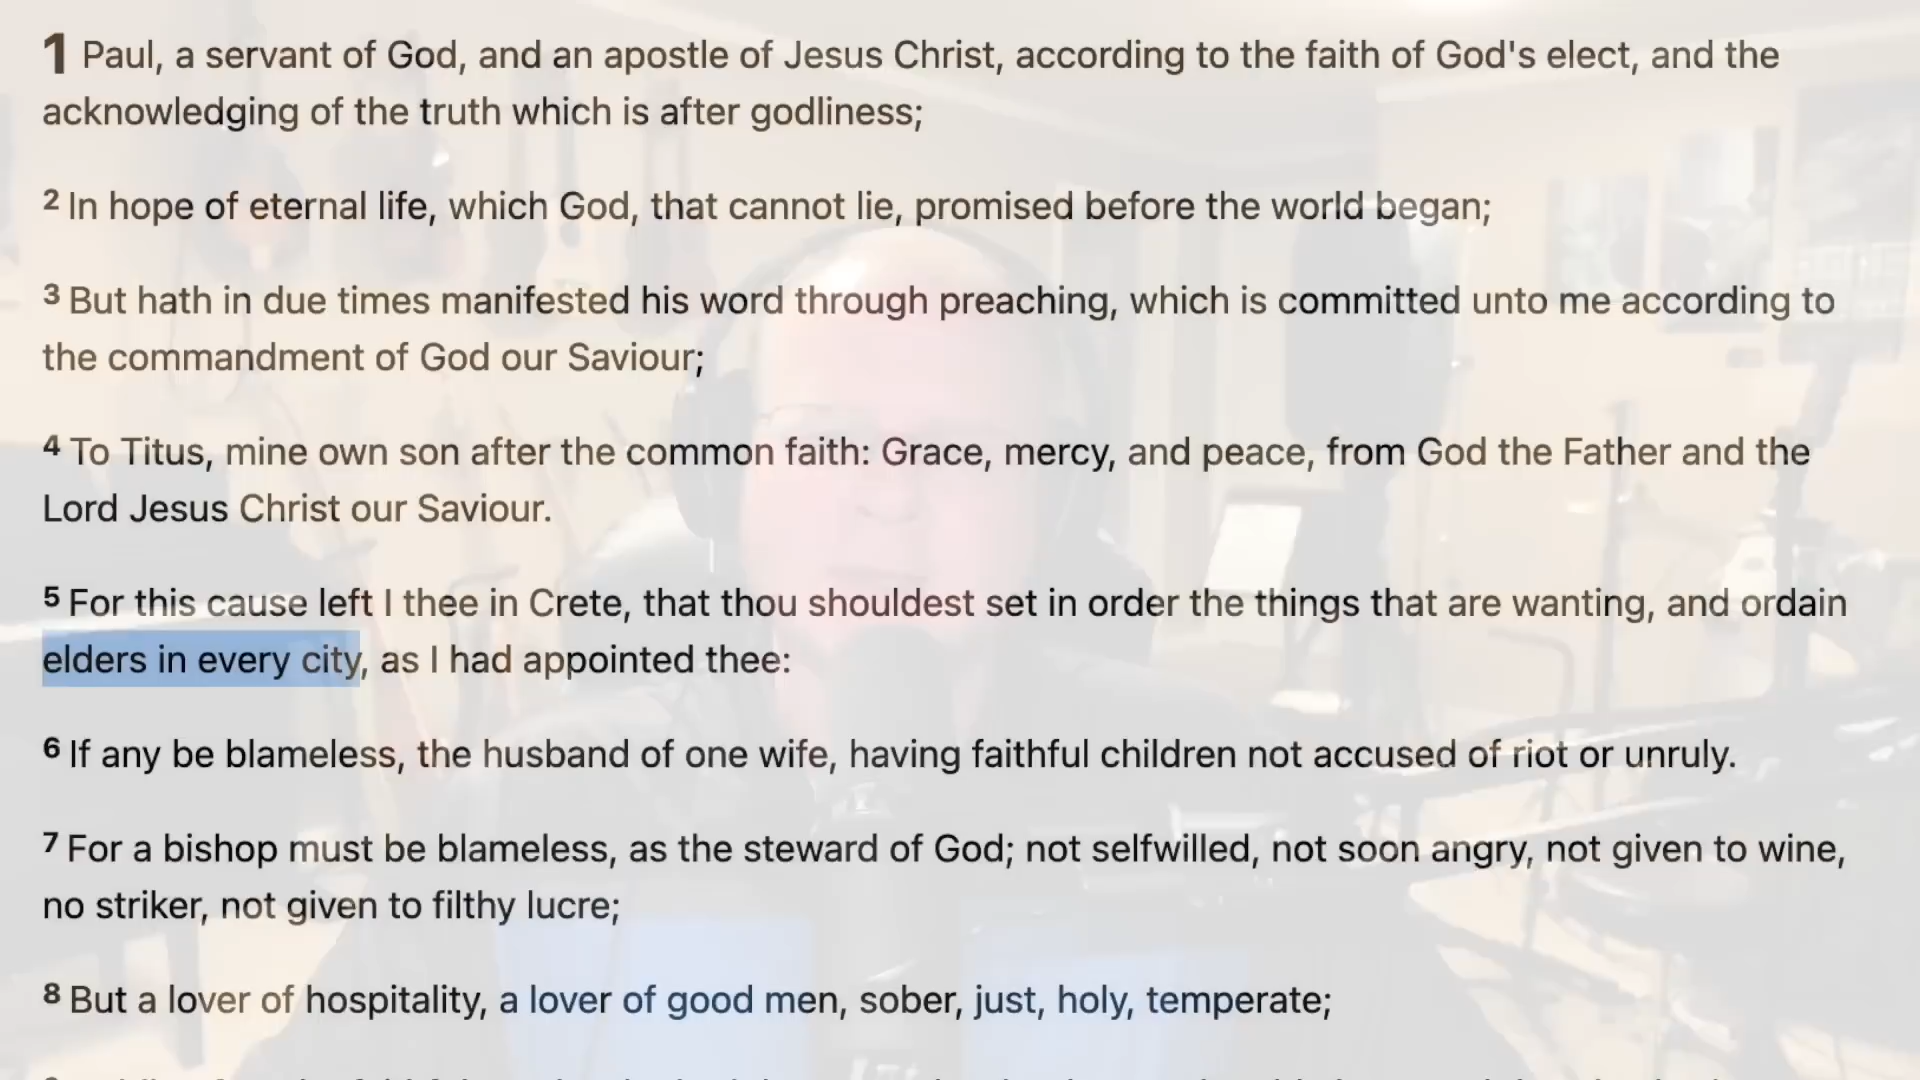 1 Paul, a servant of God, and an apostle of Jesus Christ, according to the faith of God's elect, and the
acknowledging of the truth which is after godliness;
2 In hope of eternal life, which God, that cannot lie, promised before the world began;
3 But hath in due times manifested his word through preaching, which is committed unto me according to
the commandment of God our Saviour;
4 To Titus, mine own son after the common faith: Grace, mercy, and peace, from God the Father and the
Lord Jesus Christ our Saviour.
5 For this cause left I thee in Crete, that thou shouldest set in order the things that are wanting, and ordain
elders in every city, as I had appointed thee:
6 If any be blameless, the husband of one wife, having faithful children not accused of riot or unruly.
7 For a bishop must be blameless, as the steward of God; not selfwilled, not soon angry, not given to wine,
no striker, not given to filthy lucre;
8 But a lover of hospitality, a lover of good men, sober, just, holy, temperate;